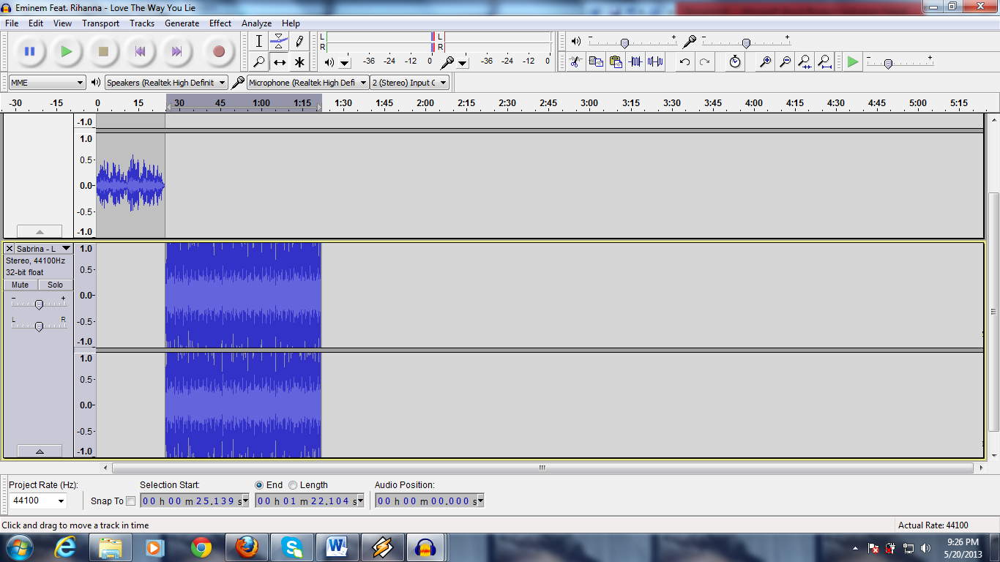 Eminem Feat. Rihanna - Love The Way You Lie
File Edit View Transport Tracks Generate Effect Analyze Help
L
R
-36 -24 -12 0
L
R
-36 -24 -12 0
- +
- +
- +
MME
Speakers (Realtek High Definit
Microphone (Realtek High Defi
2 (Stereo) Input C
-30 -15 0 15 30 45 1:00 1:15 1:30 1:45 2:00 2:15 2:30 2:45 3:00 3:15 3:30 3:45 4:00 4:15 4:30 4:45 5:00 5:15
-1.0
1.0
0.5-
0.0-
-0.5-
-1.0
Sabrina - L
Stereo, 44100Hz
32-bit float
Mute Solo
- +
L R
1.0
0.5-
0.0-
-0.5-
-1.0
1.0
0.5-
0.0-
-0.5-
-1.0
Project Rate (Hz):
44100
Snap To
Selection Start:
00 h 00 m 25.139 s
End Length
00 h 01 m 22.104 s
Audio Position:
00 h 00 m 00.000 s
Click and drag to move a track in time
Actual Rate: 44100
9:26 PM
5/20/2013